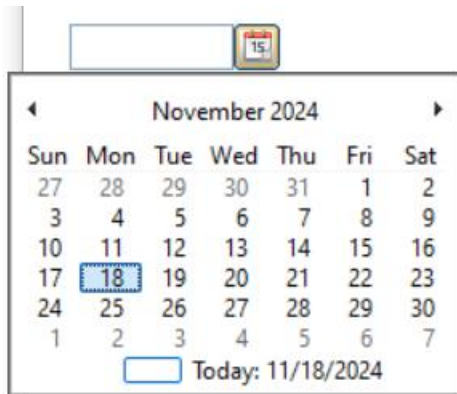 15
November 2024
Sun Mon Tue Wed Thu Fri Sat
27 28 29 30 31 1 2
3 4 5 6 7 8 9
10 11 12 13 14 15 16
17 18 19 20 21 22 23
24 25 26 27 28 29 30
1 2 3 4 5 6 7
Today: 11/18/2024